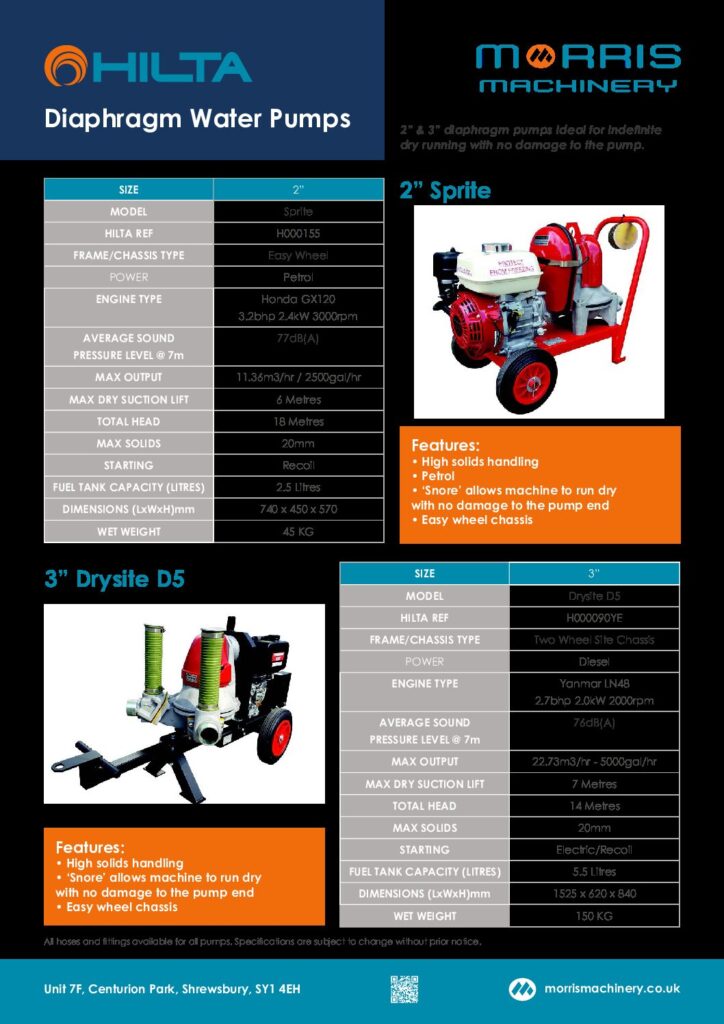 HILTA
MORRIS
MACHINERY
Diaphragm Water Pumps
2" & 3" diaphragm pumps ideal for indefinite
dry running with no damage to the pump.
2" Sprite
SIZE 2"
MODEL Sprite
HILTA REF H000155
FRAME/CHASSIS TYPE Easy Wheel
POWER Petrol
ENGINE TYPE Honda GX120
3.2bhp 2.4kW 3000rpm
AVERAGE SOUND 77dB(A)
PRESSURE LEVEL @ 7m
MAX OUTPUT 11.36m3/hr / 2500gal/hr
MAX DRY SUCTION LIFT 6 Metres
TOTAL HEAD 18 Metres
MAX SOLIDS 20mm
STARTING Recoil
FUEL TANK CAPACITY (LITRES) 2.5 Litres
DIMENSIONS (LxWxH)mm 740 x 450 x 570
WET WEIGHT 45 KG
PROTECT
FROM FREEZING
Features:
• High solids handling
• Petrol
• ‘Snore’ allows machine to run dry
with no damage to the pump end
• Easy wheel chassis
3" Drysite D5
SIZE 3"
MODEL Drysite D5
HILTA REF H000090YE
FRAME/CHASSIS TYPE Two Wheel Site Chassis
POWER Diesel
ENGINE TYPE Yanmar LN48
2.7bhp 2.0kW 2000rpm
AVERAGE SOUND 76dB(A)
PRESSURE LEVEL @ 7m
MAX OUTPUT 22.73m3/hr - 5000gal/hr
MAX DRY SUCTION LIFT 7 Metres
TOTAL HEAD 14 Metres
MAX SOLIDS 20mm
STARTING Electric/Recoil
FUEL TANK CAPACITY (LITRES) 5.5 Litres
DIMENSIONS (LxWxH)mm 1525 x 620 x 840
WET WEIGHT 150 KG
Features:
• High solids handling
• ‘Snore’ allows machine to run dry
with no damage to the pump end
• Easy wheel chassis
All hoses and fittings available for all pumps. Specifications are subject to change without prior notice.
Unit 7F, Centurion Park, Shrewsbury, SY1 4EH
morrismachinery.co.uk